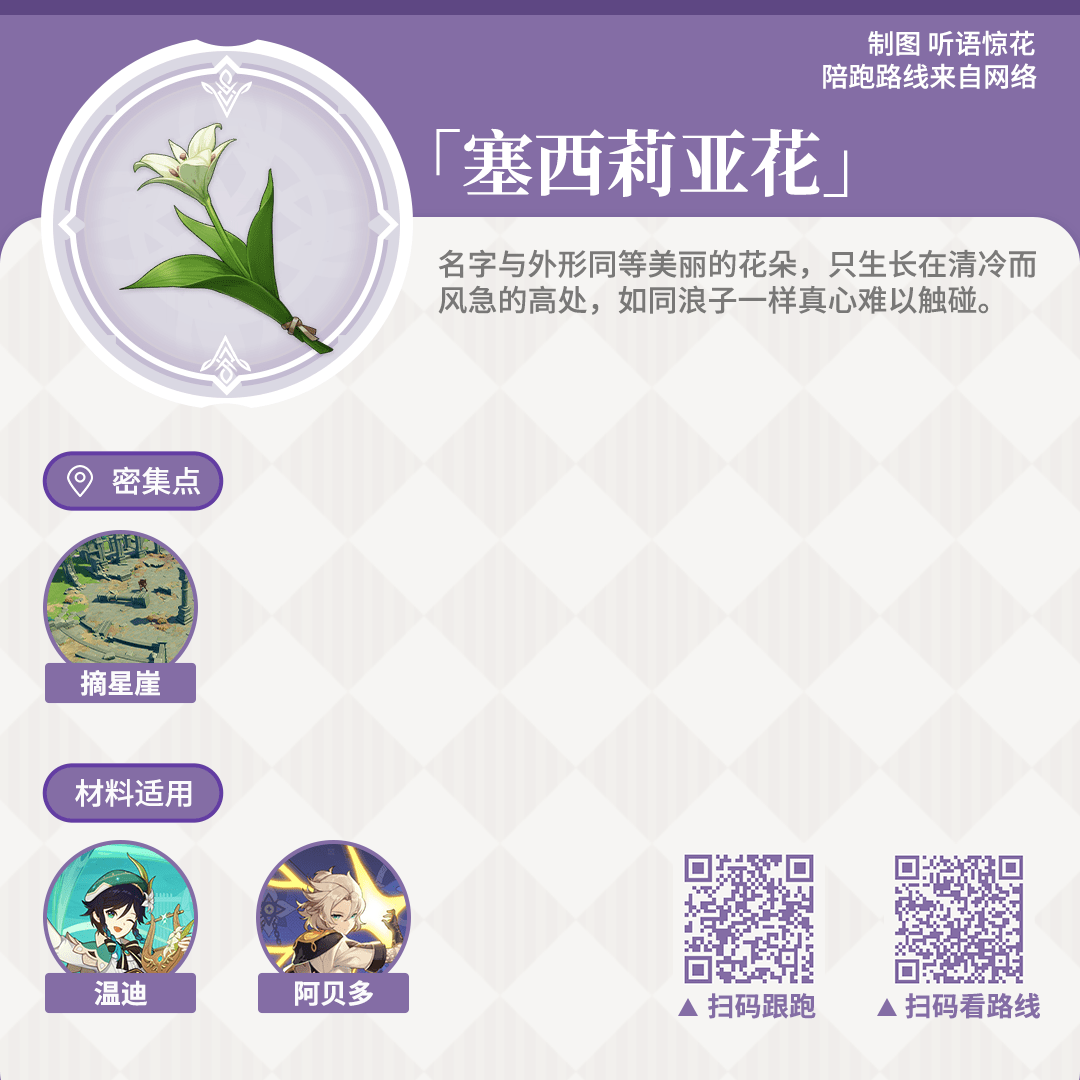 制图 听语惊花
陪跑路线来自网络
「塞西莉亚花」
名字与外形同等美丽的花朵，只生长在清冷而
风急的高处，如同浪子一样真心难以触碰。
密集点
摘星崖
材料适用
温迪
阿贝多
▲ 扫码跟跑
▲ 扫码看路线